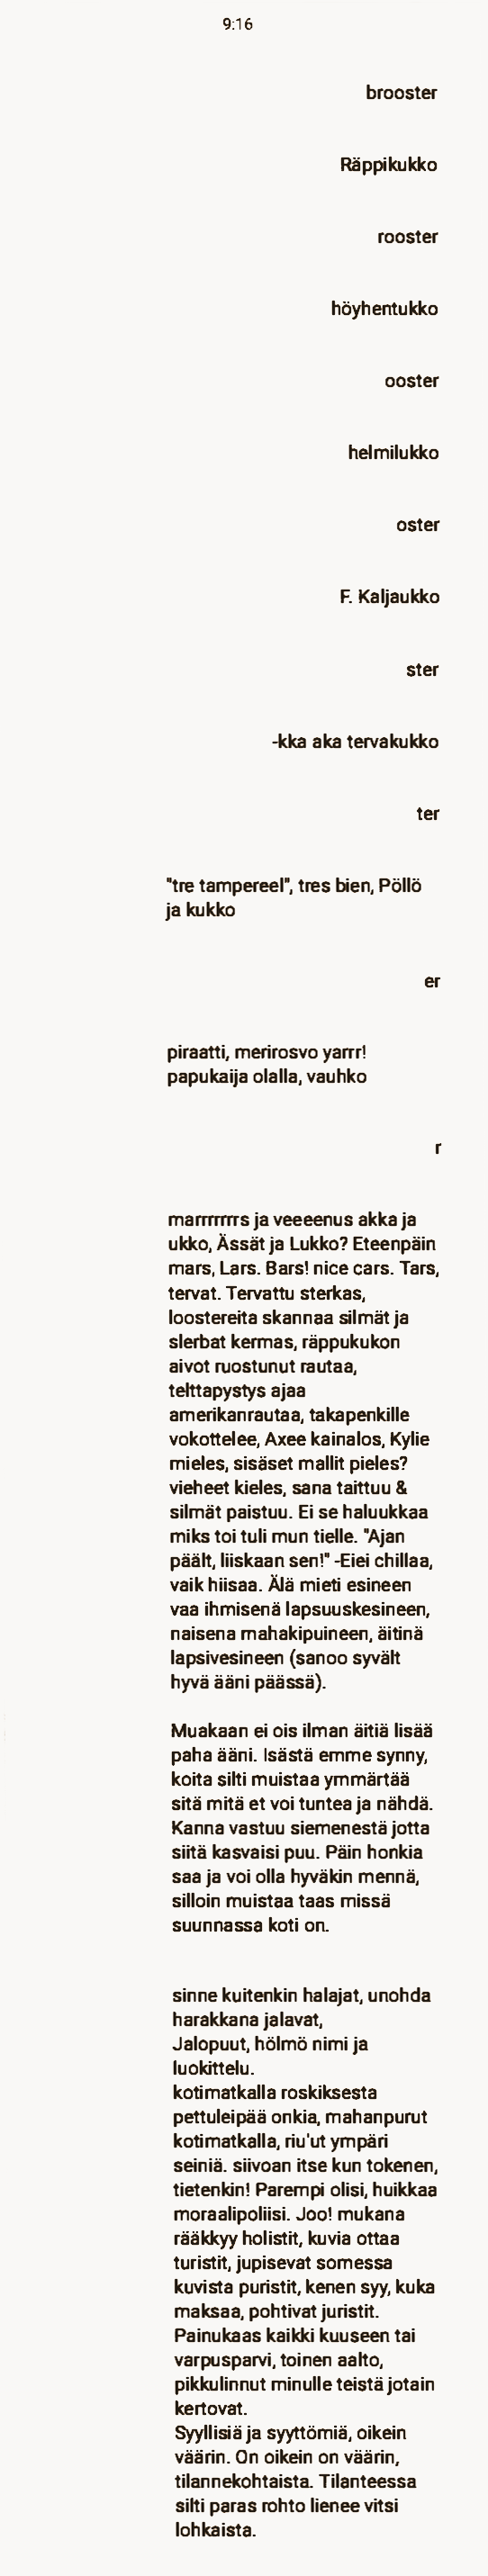 9:16
brooster
Räppikukko
rooster
höyhentukko
ooster
helmilukko
oster
F. Kaljaukko
ster
-kka aka tervakukko
ter
"tre tampereel", tres bien, Pöllö
ja kukko
er
piraatti, merirosvo yarrr!
papukaija olalla, vauhko
r
marrrrrrrs ja veeeenus akka ja
ukko, Ässät ja Lukko? Eteenpäin
mars, Lars. Bars! nice cars. Tars,
tervat. Tervattu sterkas,
loostereita skannaa silmät ja
slerbat kermas, räppukukon
aivot ruostunut rautaa,
telttapystys ajaa
amerikanrautaa, takapenkille
vokottelee, Axee kainalos, Kylie
mieles, sisäset mallit pieles?
vieheet kieles, sana taittuu &
silmät paistuu. Ei se haluukkaa
miks toi tuli mun tielle. "Ajan
päält, liiskaan sen!" -Eiei chillaa,
vaik hiisaa. Älä mieti esineen
vaa ihmisenä lapsuuskesineen,
naisena mahakipuineen, äitinä
lapsivesineen (sanoo syvält
hyvä ääni päässä).
Muakaan ei ois ilman äitiä lisää
paha ääni. Isästä emme synny,
koita silti muistaa ymmärtää
sitä mitä et voi tuntea ja nähdä.
Kanna vastuu siemenestä jotta
siitä kasvaisi puu. Päin honkia
saa ja voi olla hyväkin mennä,
silloin muistaa taas missä
suunnassa koti on.
sinne kuitenkin halajat, unohda
harakkana jalavat,
Jalopuut, hölmö nimi ja
luokittelu.
kotimatkalla roskiksesta
pettuleipää onkia, mahanpurut
kotimatkalla, riu'ut ympäri
seiniä. siivoan itse kun tokenen,
tietenkin! Parempi olisi, huikkaa
moraalipoliisi. Joo! mukana
rääkkyy holistit, kuvia ottaa
turistit, jupisevat somessa
kuvista puristit, kenen syy, kuka
maksaa, pohtivat juristit.
Painukaas kaikki kuuseen tai
varpusparvi, toinen aalto,
pikkulinnut minulle teistä jotain
kertovat.
Syyllisiä ja syyttömiä, oikein
väärin. On oikein on väärin,
tilannekohtaista. Tilanteessa
silti paras rohto lienee vitsi
lohkaista.